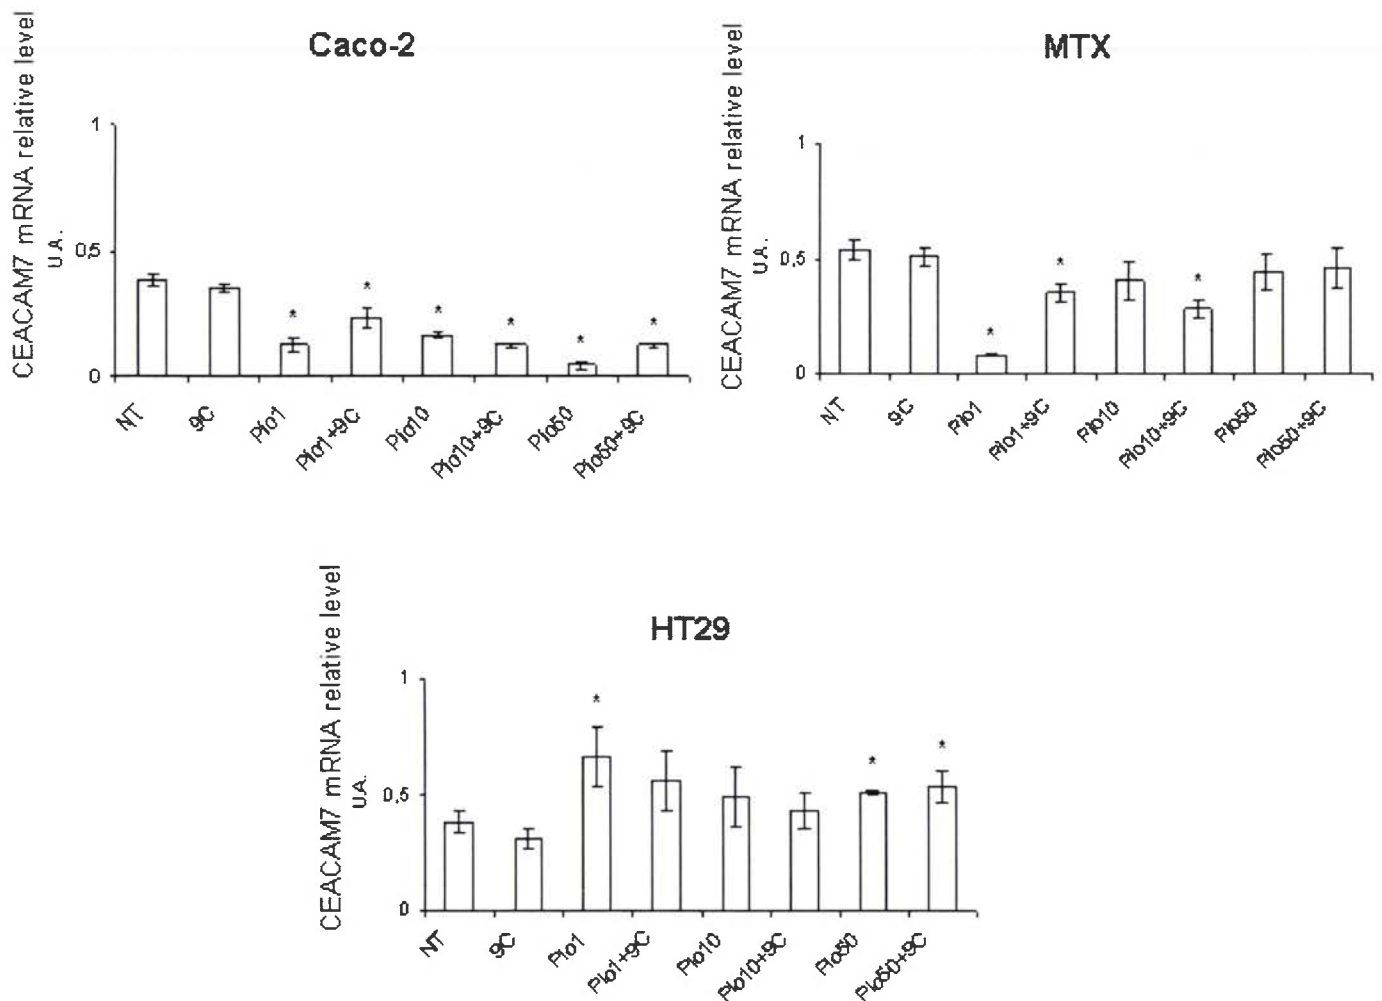 Caco-2
CEACAM7 mRNA relative level
U.A.
1
0,5
0
*
*
*
*
*
*
NT
9C
Pio1
Pio1+9C
Pio10
Pio10+9C
Pio50
Pio50+9C
MTX
CEACAM7 mRNA relative level
U.A.
1
0,5
0
*
*
*
NT
9C
Pio1
Pio1+9C
Pio10
Pio10+9C
Pio50
Pio50+9C
HT29
CEACAM7 mRNA relative level
U.A.
1
0,5
0
*
*
*
NT
9C
Pio1
Pio1+9C
Pio10
Pio10+9C
Pio50
Pio50+9C